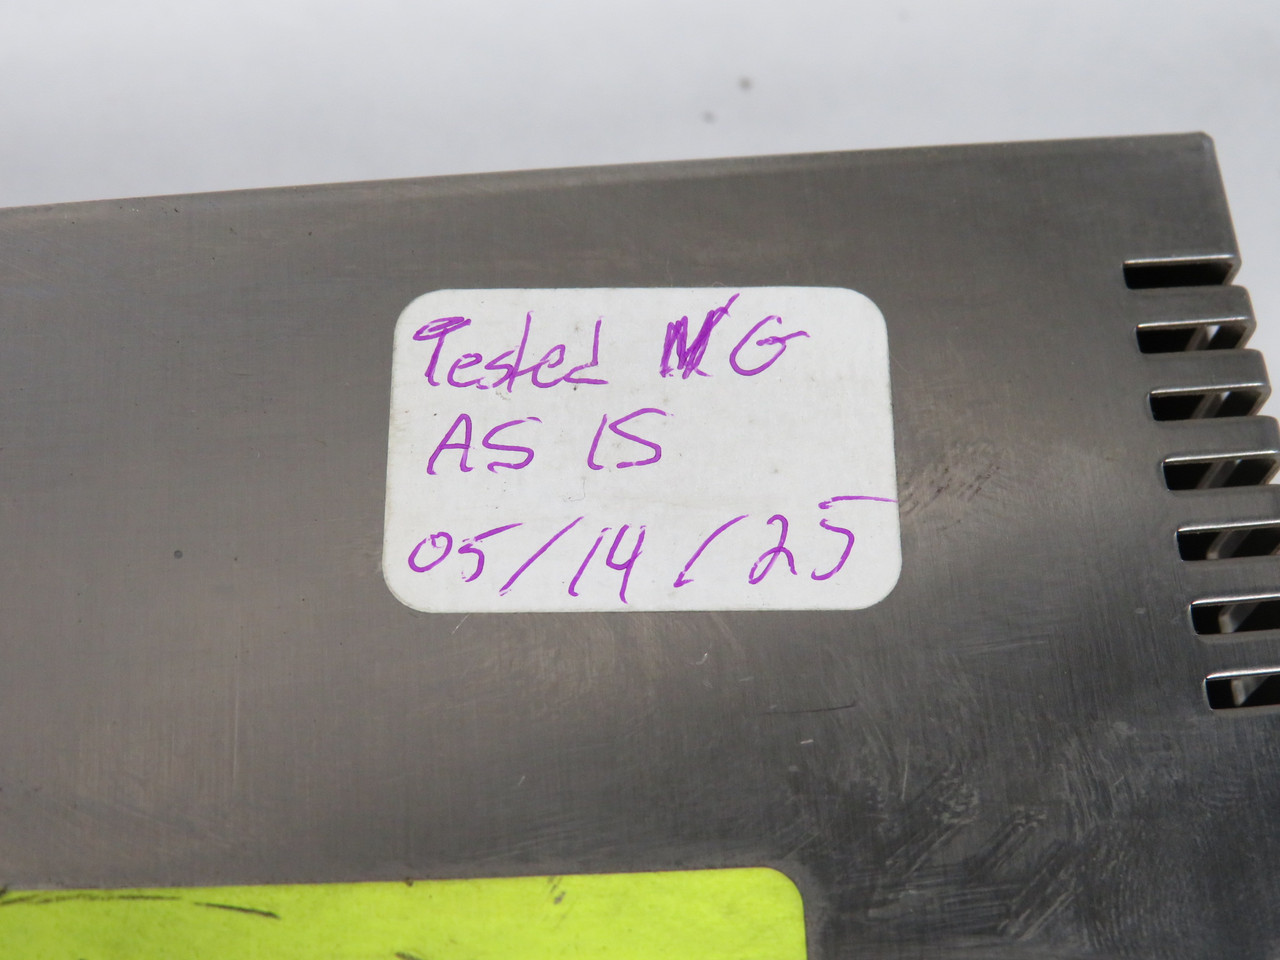 Tested NG
AS IS
05/14/25